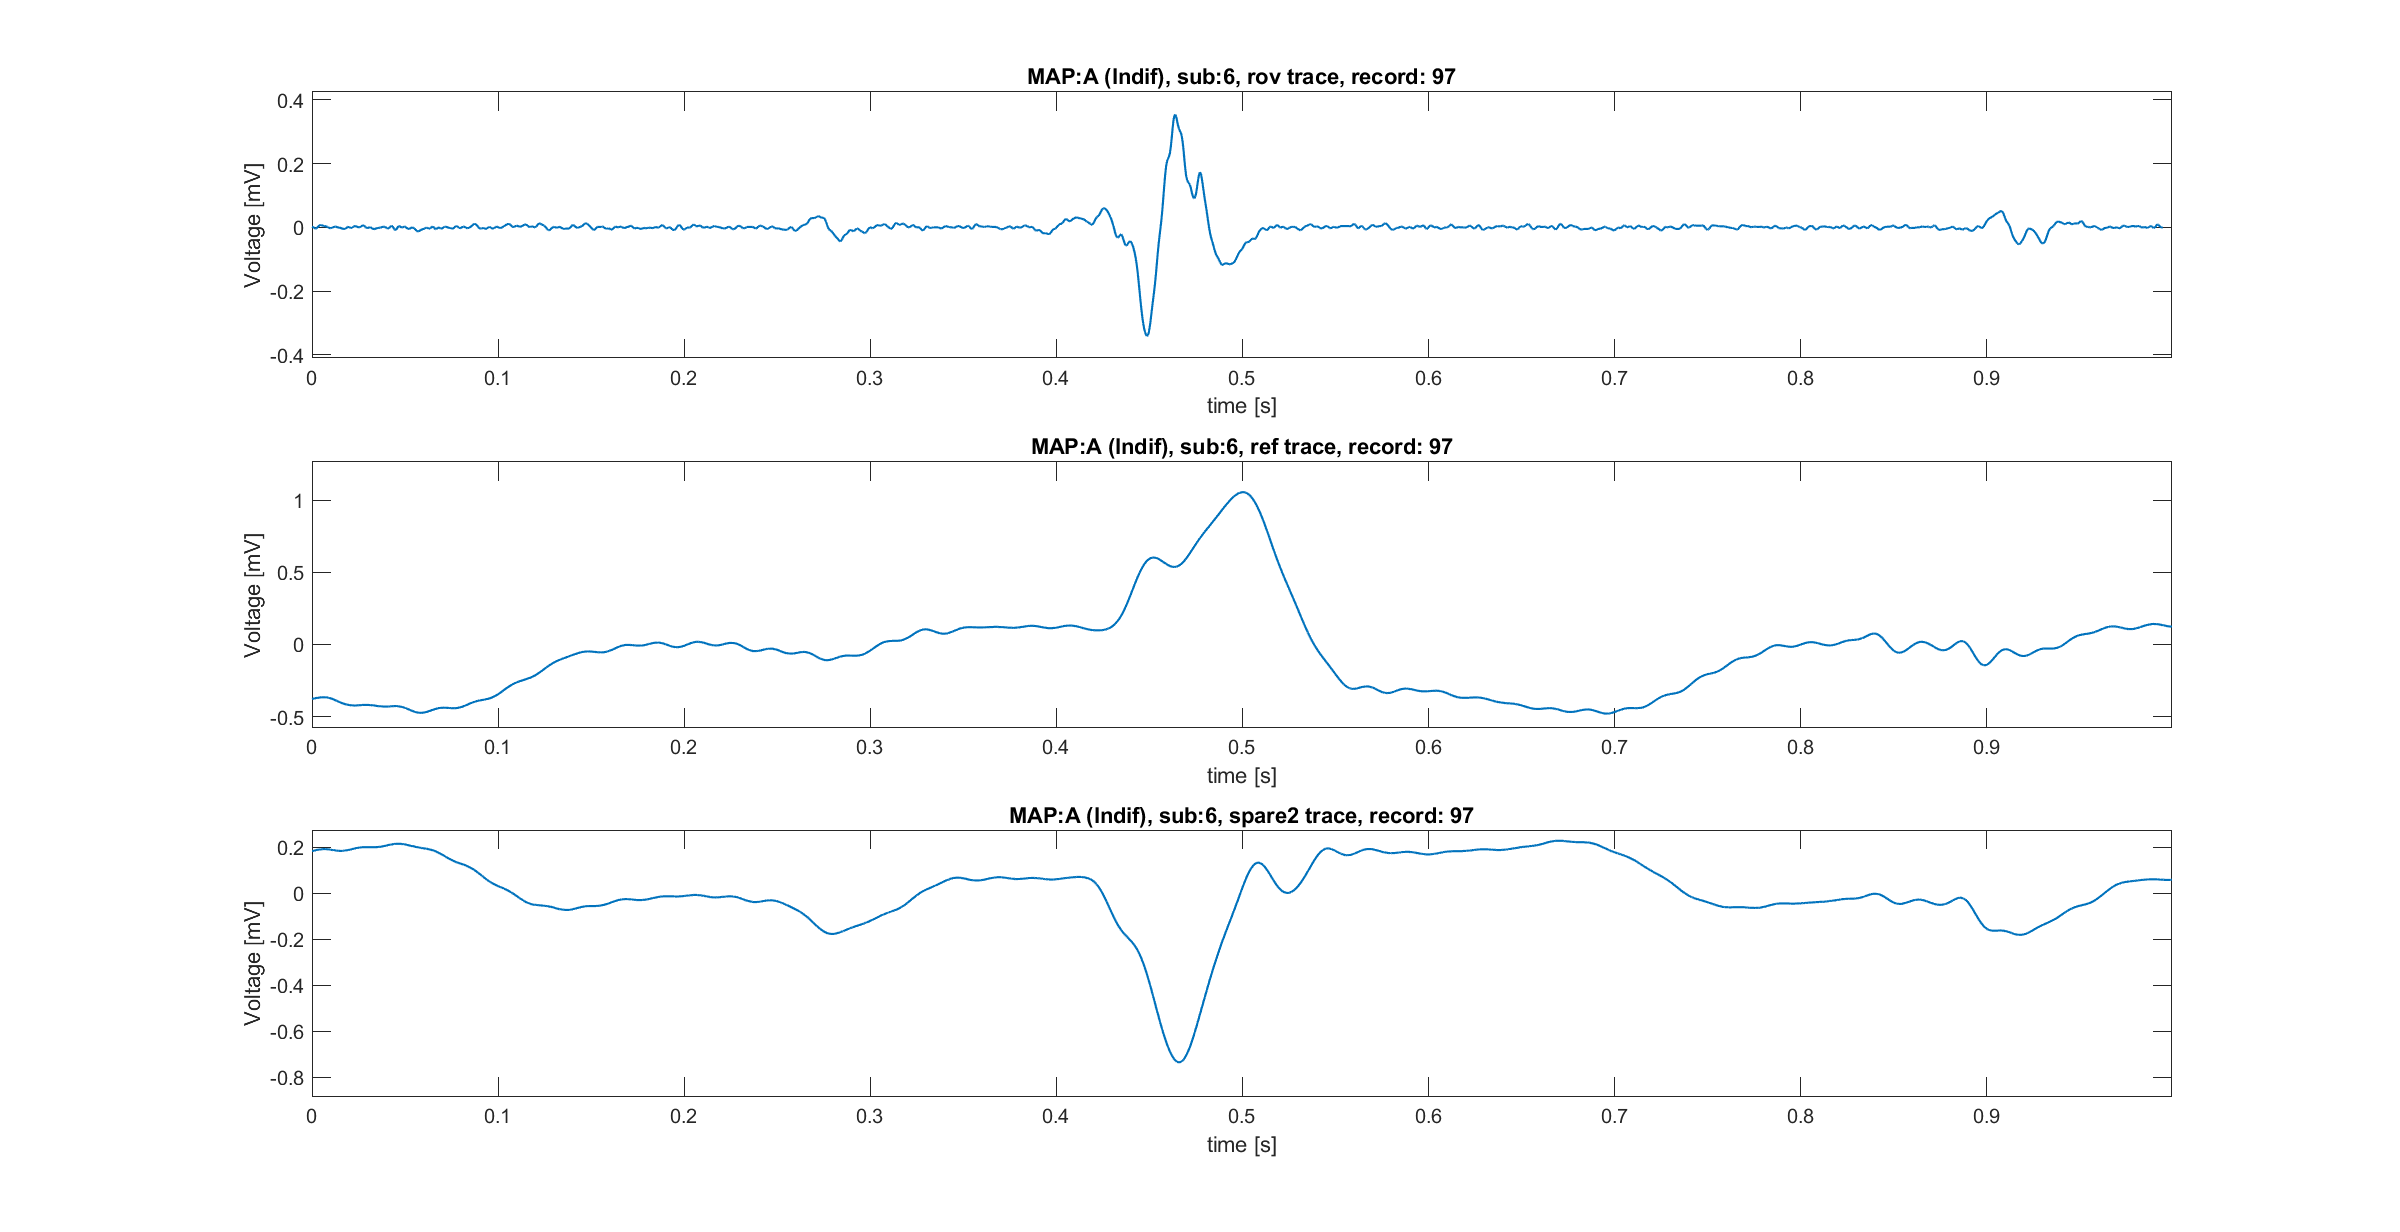 MAP:A (Indif), sub:6, rov trace, record: 97
Voltage [mV]
0.4
0.2
0
-0.2
-0.4
0 0.1 0.2 0.3 0.4 0.5 0.6 0.7 0.8 0.9
time [s]
MAP:A (Indif), sub:6, ref trace, record: 97
Voltage [mV]
1
0.5
0
-0.5
0 0.1 0.2 0.3 0.4 0.5 0.6 0.7 0.8 0.9
time [s]
MAP:A (Indif), sub:6, spare2 trace, record: 97
Voltage [mV]
0.2
0
-0.2
-0.4
-0.6
-0.8
0 0.1 0.2 0.3 0.4 0.5 0.6 0.7 0.8 0.9
time [s]